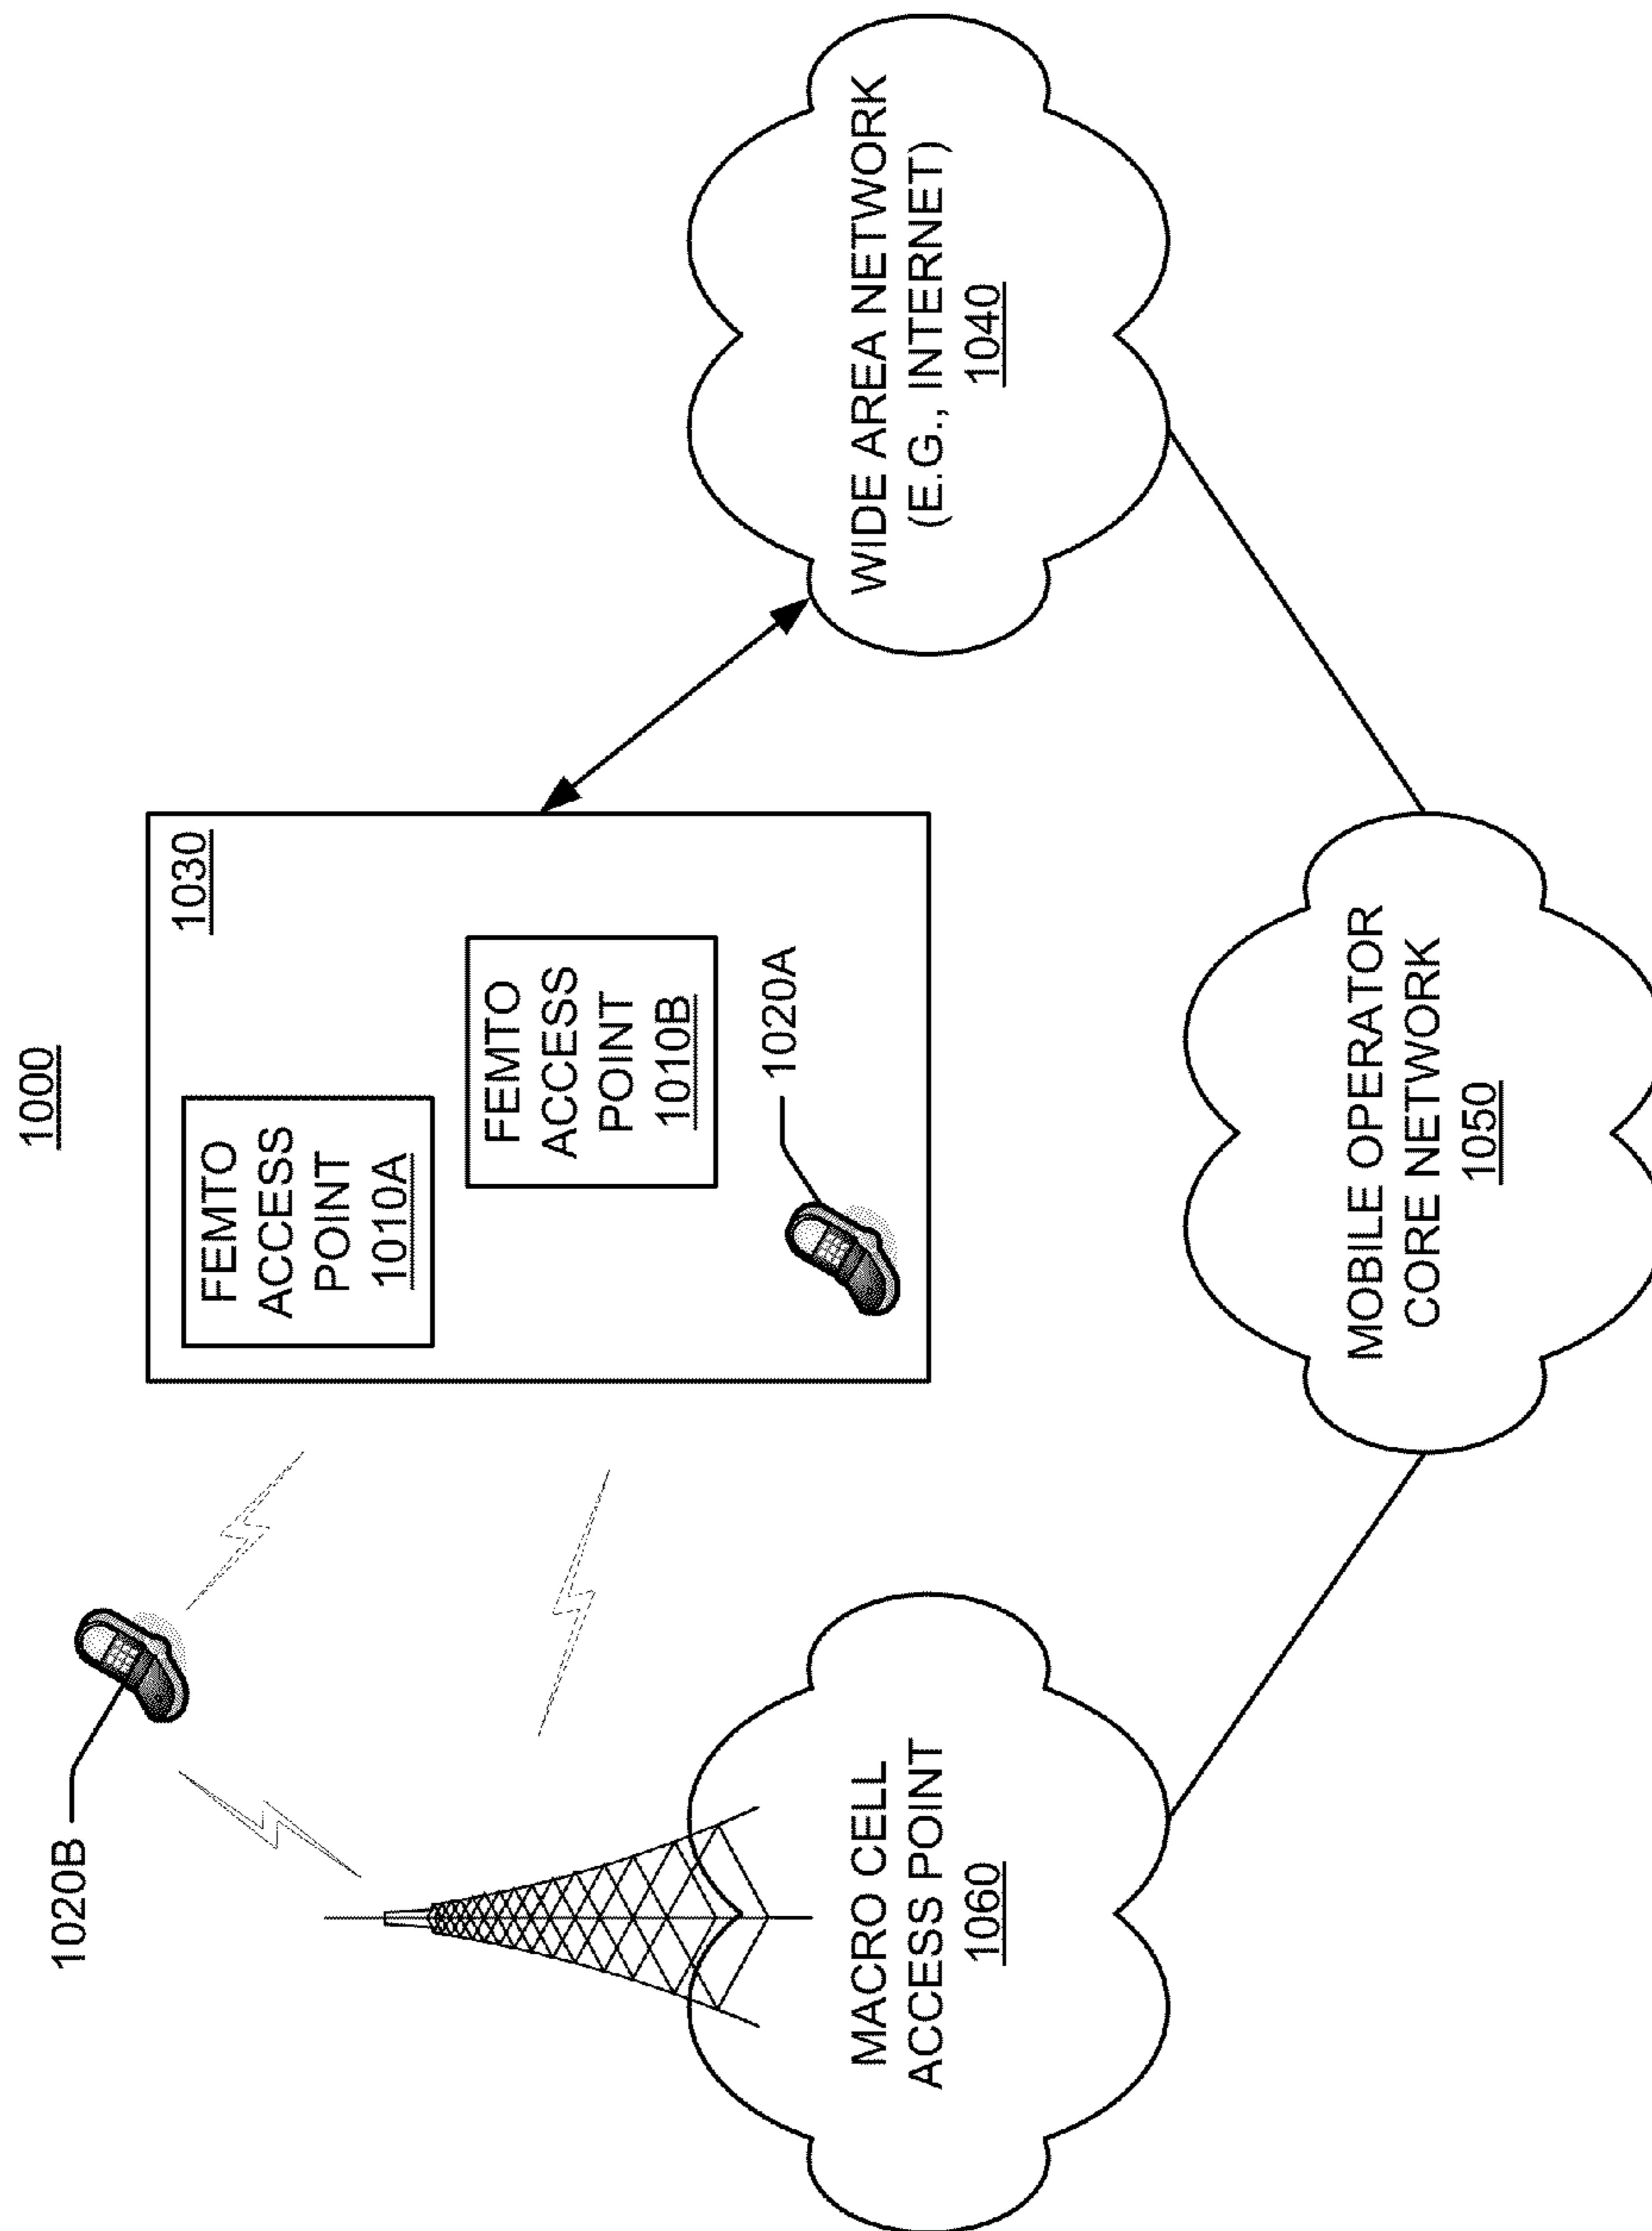 1000
1020B
FEMTO
ACCESS
POINT
1010A
1030
FEMTO
ACCESS
POINT
1010B
1020A
MACRO CELL
ACCESS POINT
1060
WIDE AREA NETWORK
(E.G., INTERNET)
1040
MOBILE OPERATOR
CORE NETWORK
1050